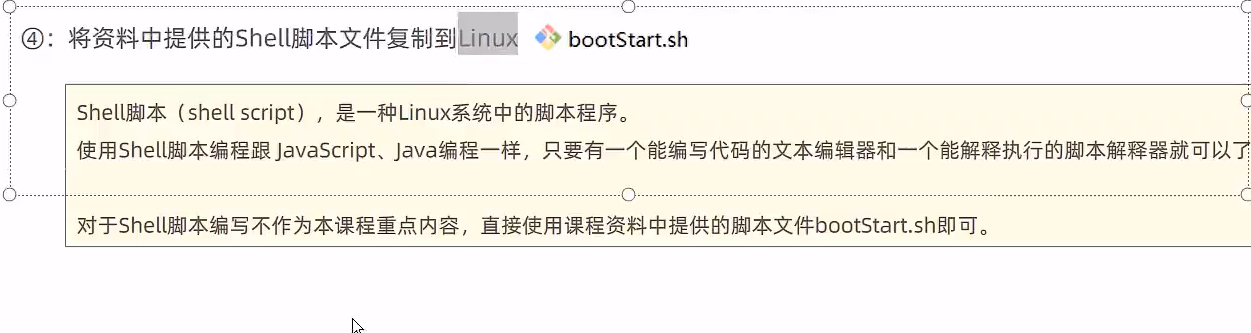 ④：将资料中提供的Shell脚本文件复制到Linux bootStart.sh
Shell脚本（shell script），是一种Linux系统中的脚本程序。
使用Shell脚本编程跟 JavaScript、Java编程一样，只要有一个能编写代码的文本编辑器和一个能解释执行的脚本解释器就可以了
对于Shell脚本编写不作为本课程重点内容，直接使用课程资料中提供的脚本文件bootStart.sh即可。